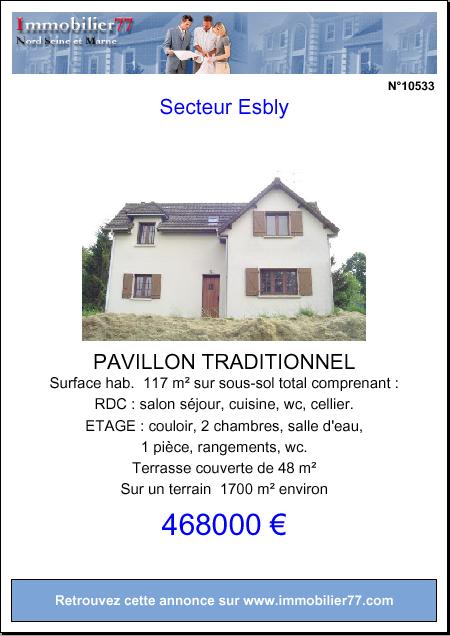 Immobilier77
Nord Seine et Marne
N°10533
Secteur Esbly
PAVILLON TRADITIONNEL
Surface hab. 117 m² sur sous-sol total comprenant :
RDC : salon séjour, cuisine, wc, cellier.
ETAGE : couloir, 2 chambres, salle d'eau,
1 pièce, rangements, wc.
Terrasse couverte de 48 m²
Sur un terrain 1700 m² environ
468000 €
Retrouvez cette annonce sur www.immobilier77.com